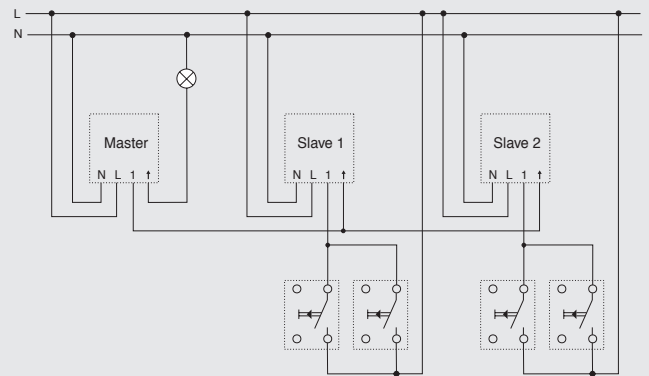 L
N
Master
Slave 1
Slave 2
N L 1 ↑
N L 1 ↑
N L 1 ↑